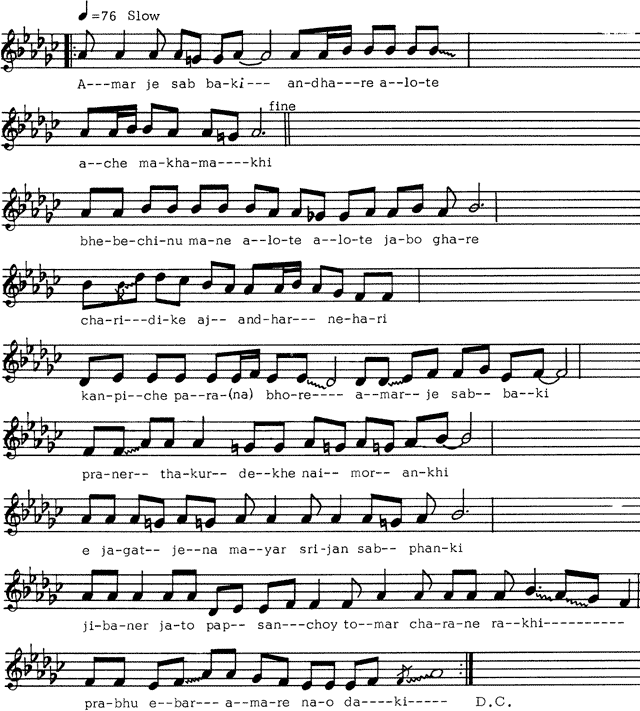 =76 Slow
A---mar je sab ba-ki--- an-dha---re a--lo-te
fine
a--che ma-kha-ma----khi
bhe-be-chi-nu ma-ne a--lo-te a--lo-te ja-bo gha-re
cha-ri--di-ke aj-- and-har--- ne-ha-ri
kan-pi--che pa--ra-(na) bho-re---- a--mar-- je sab-- ba--ki
pra-ner-- tha-kur-- de--khe nai-- mor-- an-khi
e ja-gat-- je--na ma--yar sri-jan sab-- phan-ki
ji-ba-ner ja-to pap-- san---choy to--mar cha-ra-ne ra--khi----------
pra-bhu e--bar--- a--ma-re na-o da----ki----- D.C.